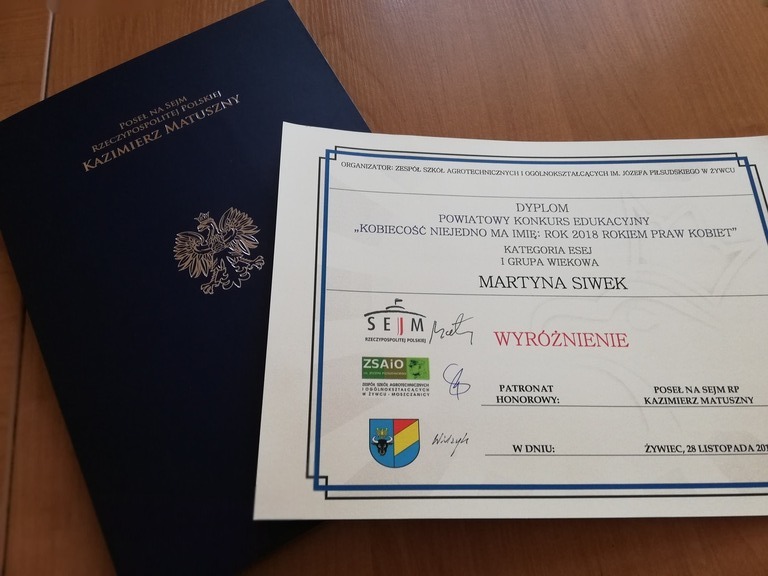 POSEŁ NA SEJM
RZECZYPOSPOLITEJ POLSKIEJ
KAZIMIERZ MATUSZNY
ORGANIZATOR: ZESPÓŁ SZKÓŁ AGROTECHNICZNYCH I OGÓLNOKSZTAŁCĄCYCH IM. JÓZEFA PIŁSUDSKIEGO W ŻYWCU
DYPLOM
POWIATOWY KONKURS EDUKACYJNY
„KOBIECOŚĆ NIEJEDNO MA IMIĘ: ROK 2018 ROKIEM PRAW KOBIET”
KATEGORIA ESEJ
I GRUPA WIEKOWA
MARTYNA SIWEK
SEJM
RZECZYPOSPOLITEJ POLSKIEJ
WYRÓŻNIENIE
ZSAiO
ZESPÓŁ SZKÓŁ AGROTECHNICZNYCH
I OGÓLNOKSZTAŁCĄCYCH
W ŻYWCU - MOSZCZANICY
PATRONAT HONOROWY:
POSEŁ NA SEJM RP
KAZIMIERZ MATUSZNY
W DNIU:
ŻYWIEC, 28 LISTOPADA